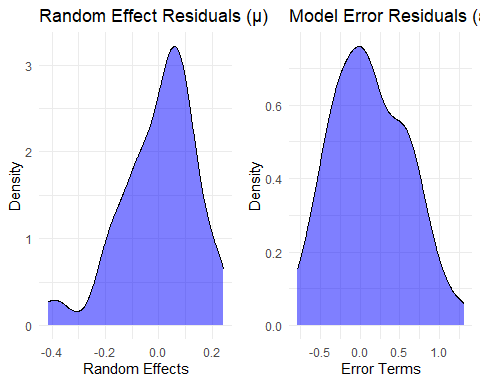 Random Effect Residuals (μ)
Model Error Residuals (
Density
3
2
1
0
-0.4 -0.2 0.0 0.2
Random Effects
Density
0.6
0.4
0.2
0.0
-0.5 0.0 0.5 1.0
Error Terms